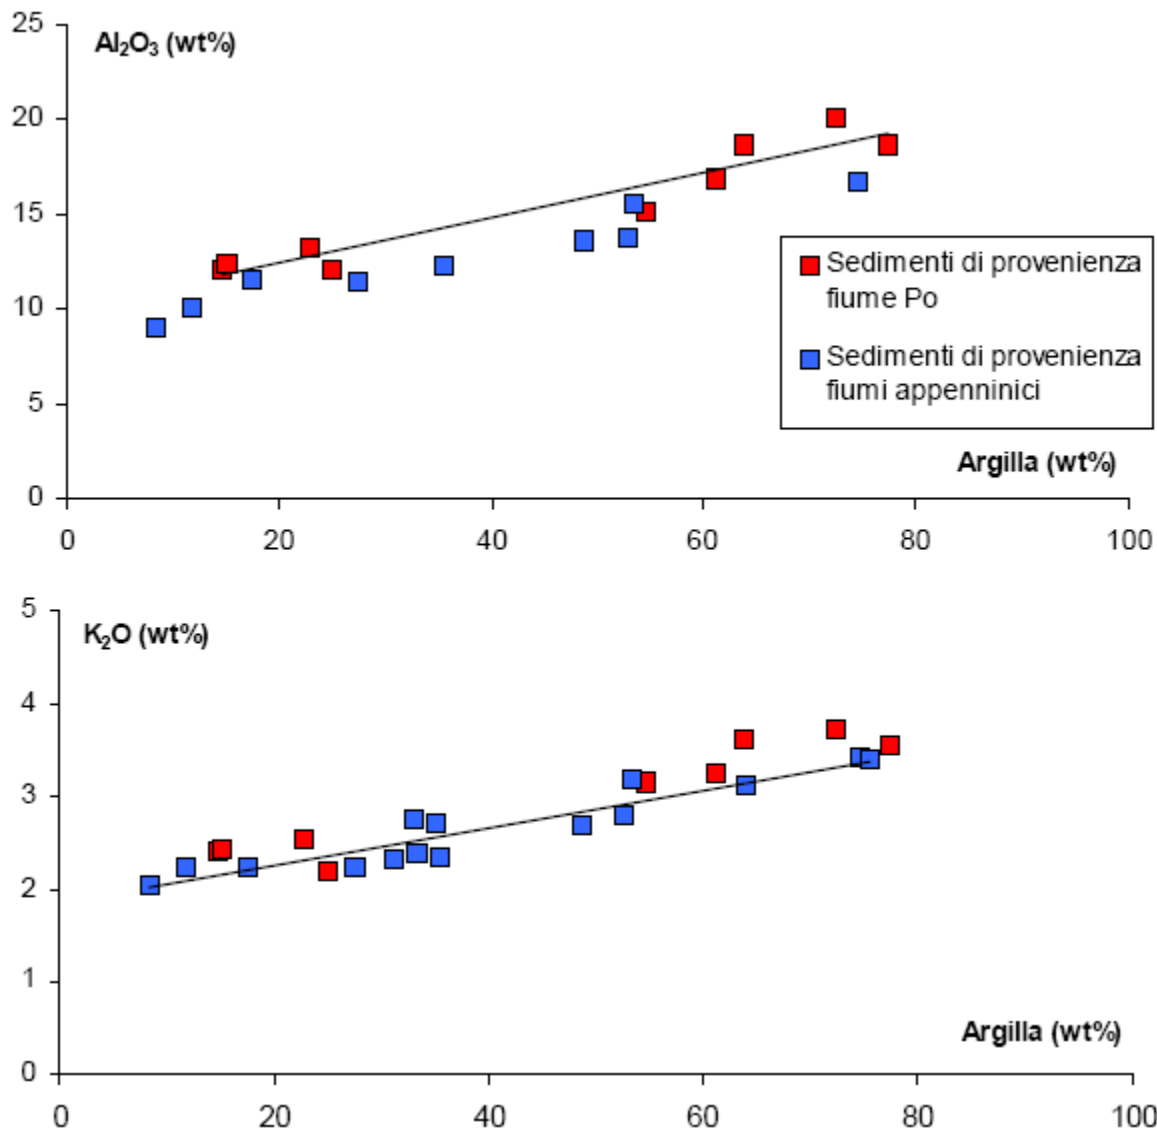 25
Al₂O₃ (wt%)
20
15
Sedimenti di provenienza
fiume Po
10
Sedimenti di provenienza
fiumi appenninici
5
Argilla (wt%)
0
0 20 40 60 80 100
5
K₂O (wt%)
4
3
2
1
Argilla (wt%)
0
0 20 40 60 80 100